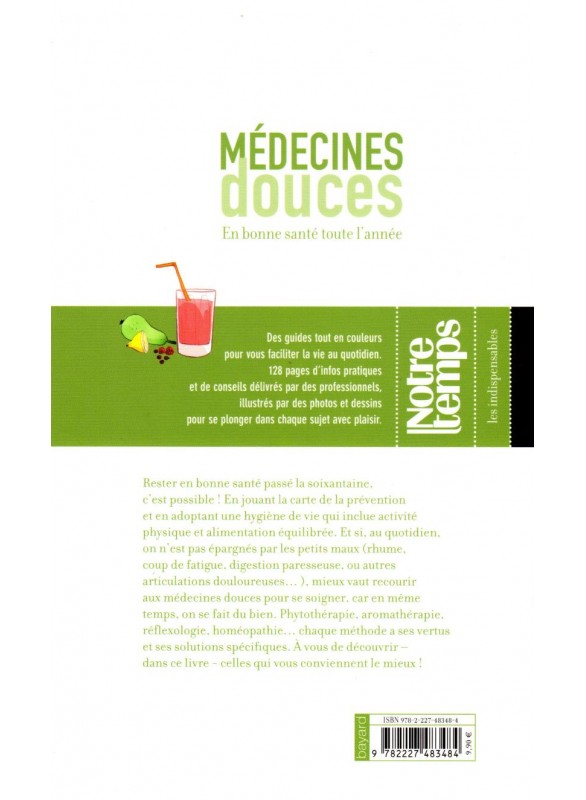 MÉDECINES
douces
En bonne santé toute l'année
Des guides tout en couleurs
pour vous faciliter la vie au quotidien.
128 pages d'infos pratiques
et de conseils délivrés par des professionnels,
illustrés par des photos et dessins
pour se plonger dans chaque sujet avec plaisir.
Notre
temps
les indispensables
Rester en bonne santé passé la soixantaine,
c'est possible ! En jouant la carte de la prévention
et en adoptant une hygiène de vie qui inclue activité
physique et alimentation équilibrée. Et si, au quotidien,
on n'est pas épargnés par les petits maux (rhume,
coup de fatigue, digestion paresseuse, ou autres
articulations douloureuses… ), mieux vaut recourir
aux médecines douces pour se soigner, car en même
temps, on se fait du bien. Phytothérapie, aromathérapie,
réflexologie, homéopathie… chaque méthode a ses vertus
et ses solutions spécifiques. À vous de découvrir –
dans ce livre - celles qui vous conviennent le mieux !
bayard
ISBN 978-2-227-48348-4
9 782227 483484
9,90 €